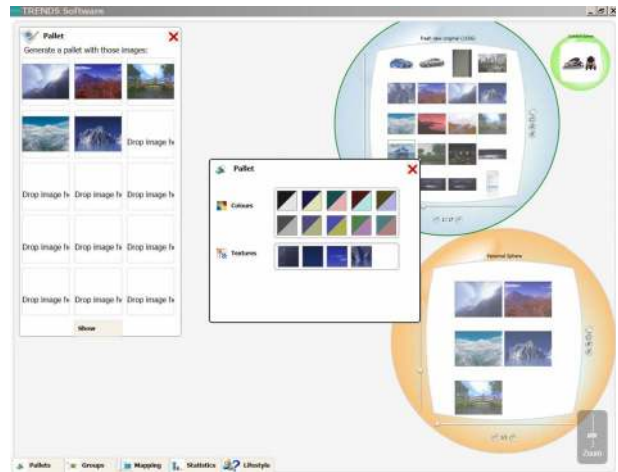 TRENDS Software
Pallet
Generate a pallet with those images:
Drop image h
Drop image h Drop image h Drop image h
Drop image h Drop image h Drop image h
Drop image h Drop image h Drop image h
Show
Pallet
Colours
Textures
Personal Sphere
Zoom
Pallets
Groups
Mapping
Statistics
Lifestyle